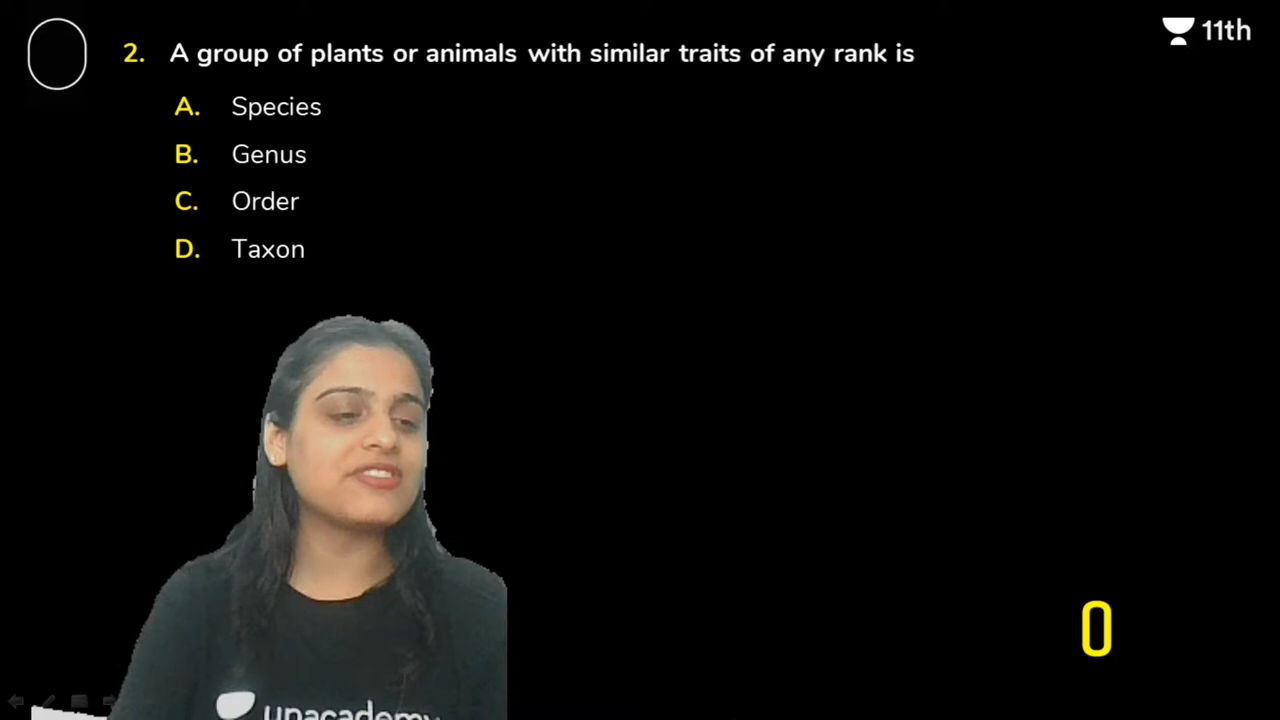 11th
2. A group of plants or animals with similar traits of any rank is
A. Species
B. Genus
C. Order
D. Taxon
0
unacademy